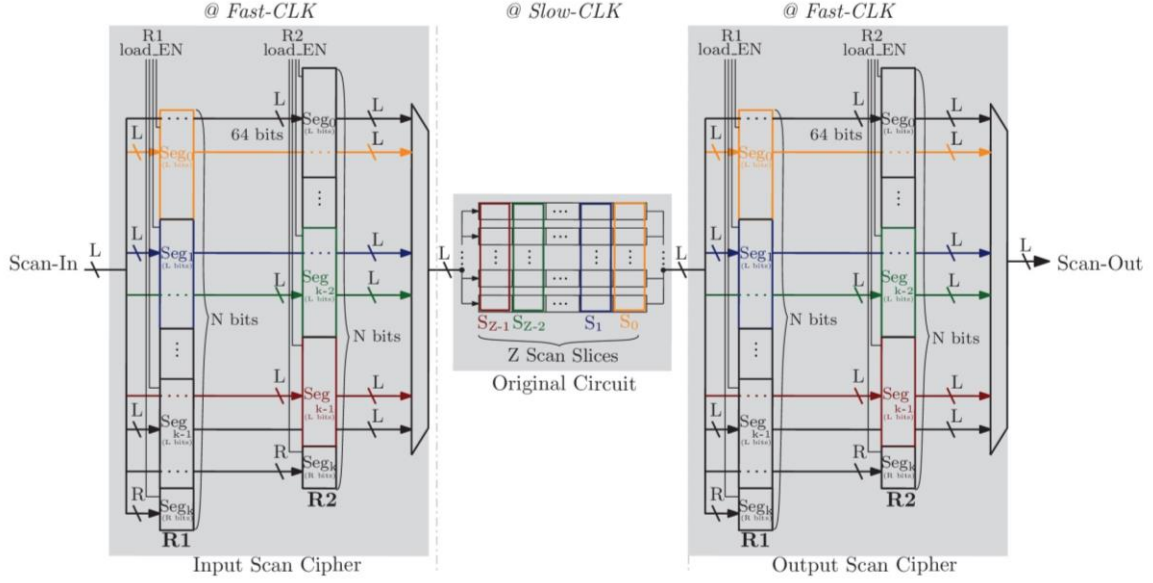 @ Fast-CLK
@ Slow-CLK
@ Fast-CLK
R1
load_EN
R2
load_EN
L
L
64 bits
Seg0
(L bits)
L
Seg0
(L bits)
L
L
Seg1
(L bits)
L
Seg
k-2
(L bits)
L
N bits
N bits
L
Seg
k-1
(L bits)
L
L
Seg
k-1
(L bits)
L
R
Segk
(R bits)
R
Segk
(R bits)
R2
R1
Input Scan Cipher
Scan-In
L
L
SZ-1
SZ-2
S1
S0
Z Scan Slices
Original Circuit
L
R1
load_EN
R2
load_EN
L
L
64 bits
Seg0
(L bits)
L
Seg0
(L bits)
L
L
Seg1
(L bits)
L
Seg
k-2
(L bits)
L
N bits
N bits
L
Seg
k-1
(L bits)
L
L
Seg
k-1
(L bits)
L
R
Segk
(R bits)
R
Segk
(R bits)
R2
R1
Output Scan Cipher
L
Scan-Out